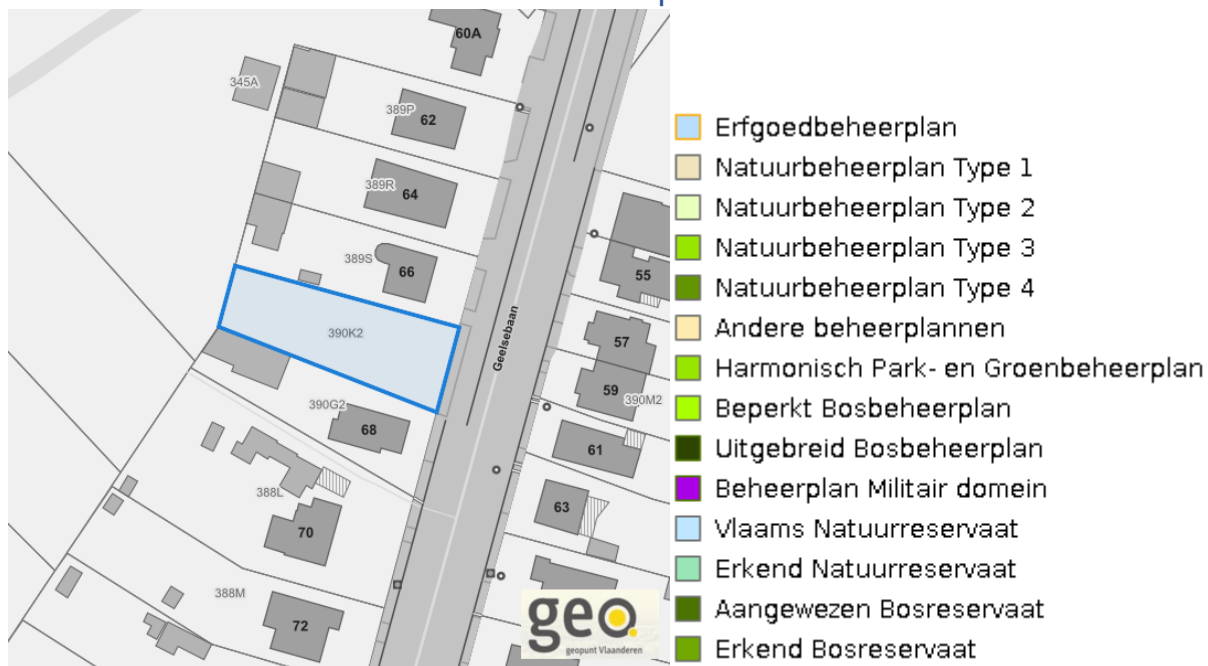 60A
345A
389P
62
389R
64
389S
66
55
390K2
Geelsebaan
57
59
390M2
390G2
68
61
388L
63
70
388M
72
geo
geopunt Vlaanderen
Erfgoedbeheerplan
Natuurbeheerplan Type 1
Natuurbeheerplan Type 2
Natuurbeheerplan Type 3
Natuurbeheerplan Type 4
Andere beheerplannen
Harmonisch Park- en Groenbeheerplan
Beperkt Bosbeheerplan
Uitgebreid Bosbeheerplan
Beheerplan Militair domein
Vlaams Natuurreservaat
Erkend Natuurreservaat
Aangewezen Bosreservaat
Erkend Bosreservaat